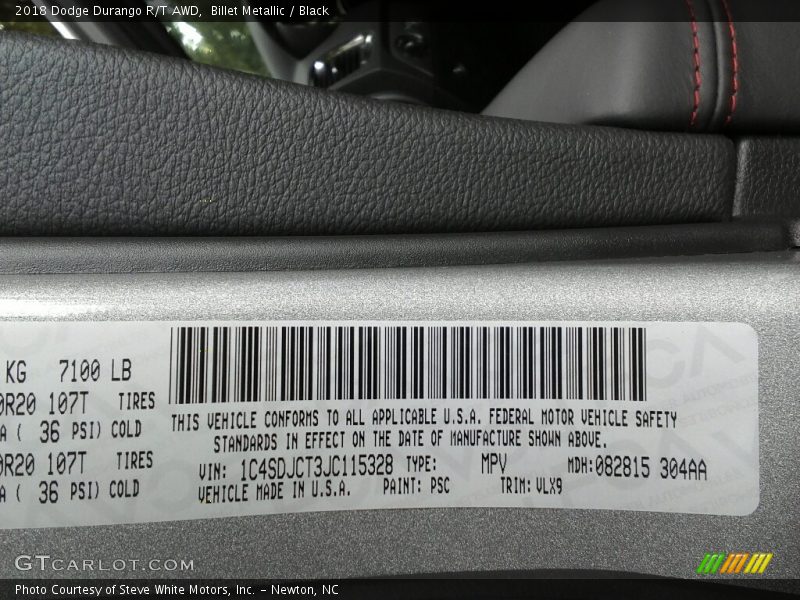 2018 Dodge Durango R/T AWD, Billet Metallic / Black
KG 7100 LB
0R20 107T TIRES
A ( 36 PSI) COLD
0R20 107T TIRES
A ( 36 PSI) COLD
THIS VEHICLE CONFORMS TO ALL APPLICABLE U.S.A. FEDERAL MOTOR VEHICLE SAFETY
STANDARDS IN EFFECT ON THE DATE OF MANUFACTURE SHOWN ABOVE.
VIN: 1C4SDJCT3JC115328 TYPE: MPV MDH:082815 304AA
VEHICLE MADE IN U.S.A. PAINT: PSC TRIM: VLX9
GTCARLOT.COM
Photo Courtesy of Steve White Motors, Inc. – Newton, NC